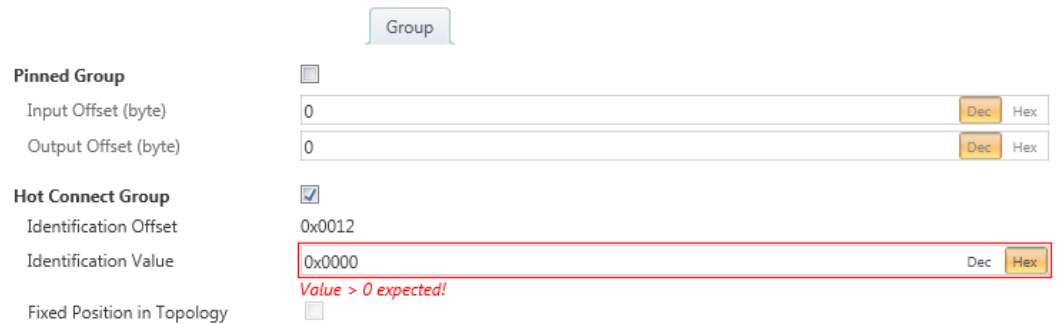 Group
Pinned Group
Input Offset (byte) 0 Dec Hex
Output Offset (byte) 0 Dec Hex
Hot Connect Group
Identification Offset 0x0012
Identification Value 0x0000 Dec Hex
Value > 0 expected!
Fixed Position in Topology